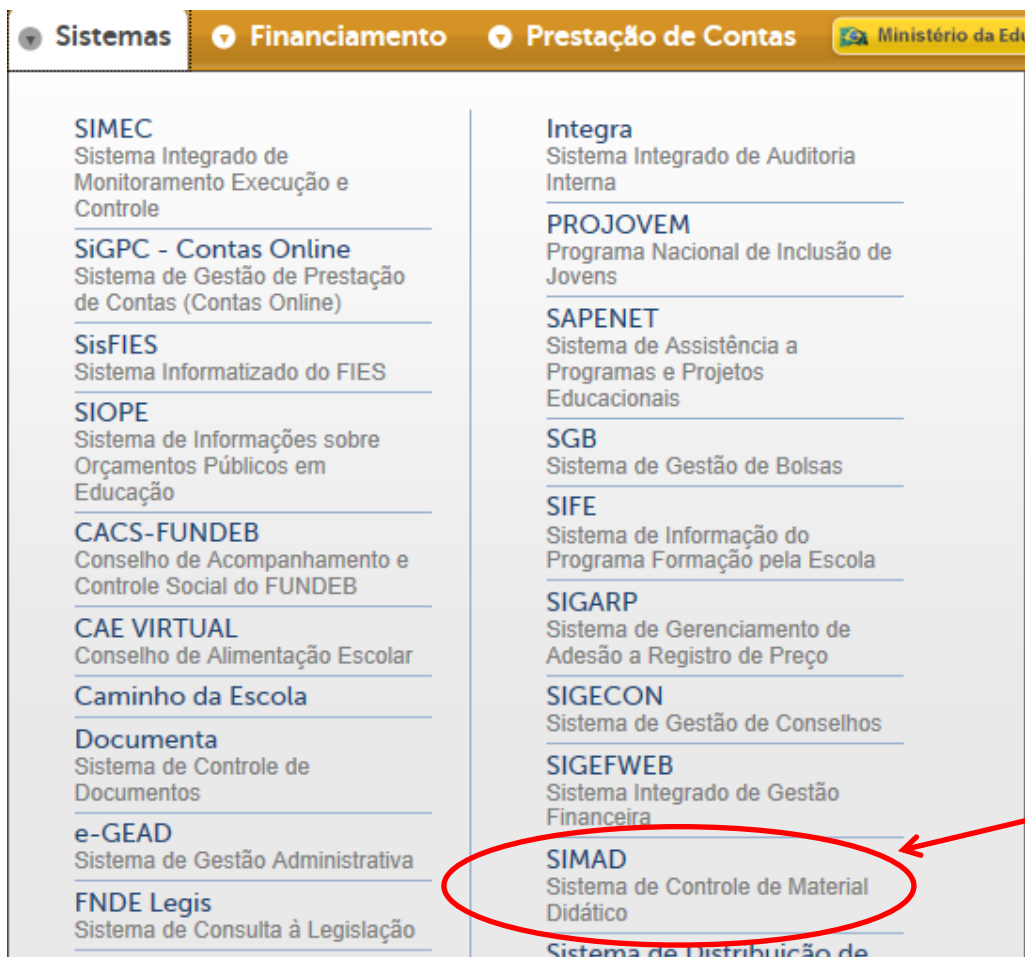 Sistemas Financiamento Prestação de Contas Ministério da Edu
SIMEC
Sistema Integrado de
Monitoramento Execução e
Controle
SiGPC - Contas Online
Sistema de Gestão de Prestação
de Contas (Contas Online)
SisFIES
Sistema Informatizado do FIES
SIOPE
Sistema de Informações sobre
Orçamentos Públicos em
Educação
CACS-FUNDEB
Conselho de Acompanhamento e
Controle Social do FUNDEB
CAE VIRTUAL
Conselho de Alimentação Escolar
Caminho da Escola
Documenta
Sistema de Controle de
Documentos
e-GEAD
Sistema de Gestão Administrativa
FNDE Legis
Sistema de Consulta à Legislação
Integra
Sistema Integrado de Auditoria
Interna
PROJOVEM
Programa Nacional de Inclusão de
Jovens
SAPENET
Sistema de Assistência a
Programas e Projetos
Educacionais
SGB
Sistema de Gestão de Bolsas
SIFE
Sistema de Informação do
Programa Formação pela Escola
SIGARP
Sistema de Gerenciamento de
Adesão a Registro de Preço
SIGECON
Sistema de Gestão de Conselhos
SIGEFWEB
Sistema Integrado de Gestão
Financeira
SIMAD
Sistema de Controle de Material
Didático
Sistema de Distribuição de